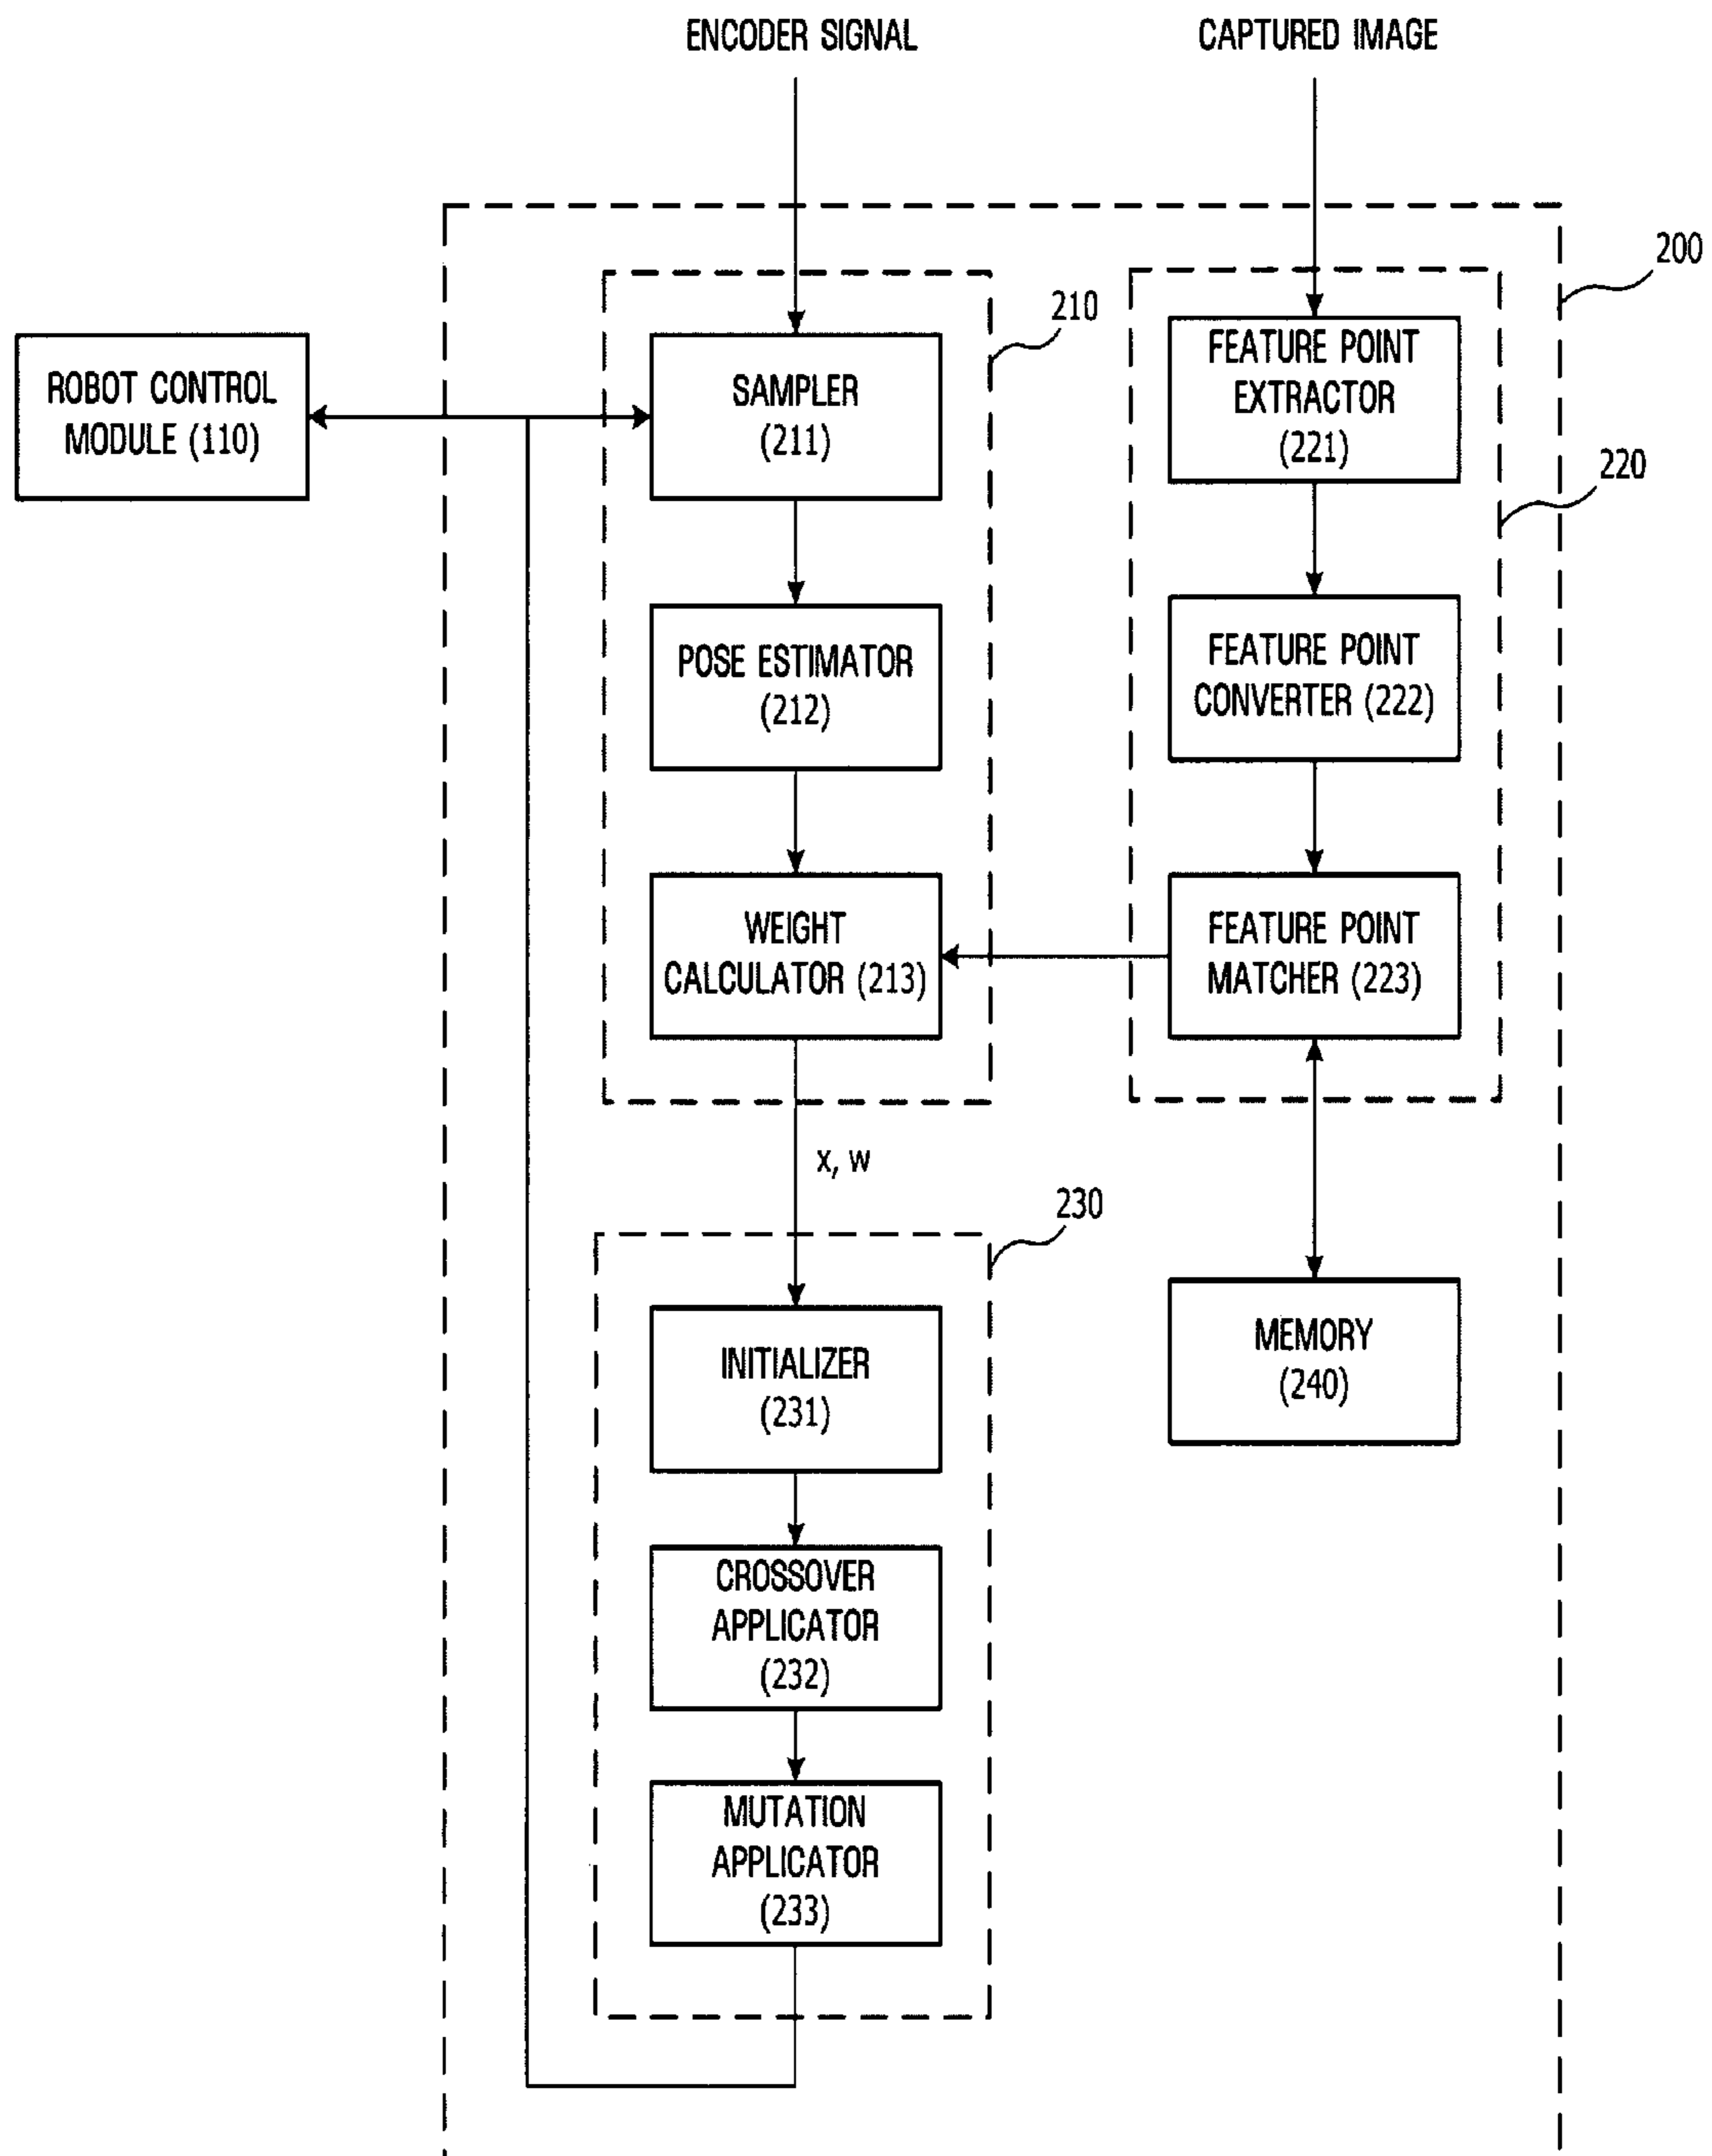 ENCODER SIGNAL
CAPTURED IMAGE
200
210
ROBOT CONTROL
MODULE (110)
SAMPLER
(211)
FEATURE POINT
EXTRACTOR
(221)
220
POSE ESTIMATOR
(212)
FEATURE POINT
CONVERTER (222)
WEIGHT
CALCULATOR (213)
FEATURE POINT
MATCHER (223)
x, w
230
INITIALIZER
(231)
MEMORY
(240)
CROSSOVER
APPLICATOR
(232)
MUTATION
APPLICATOR
(233)